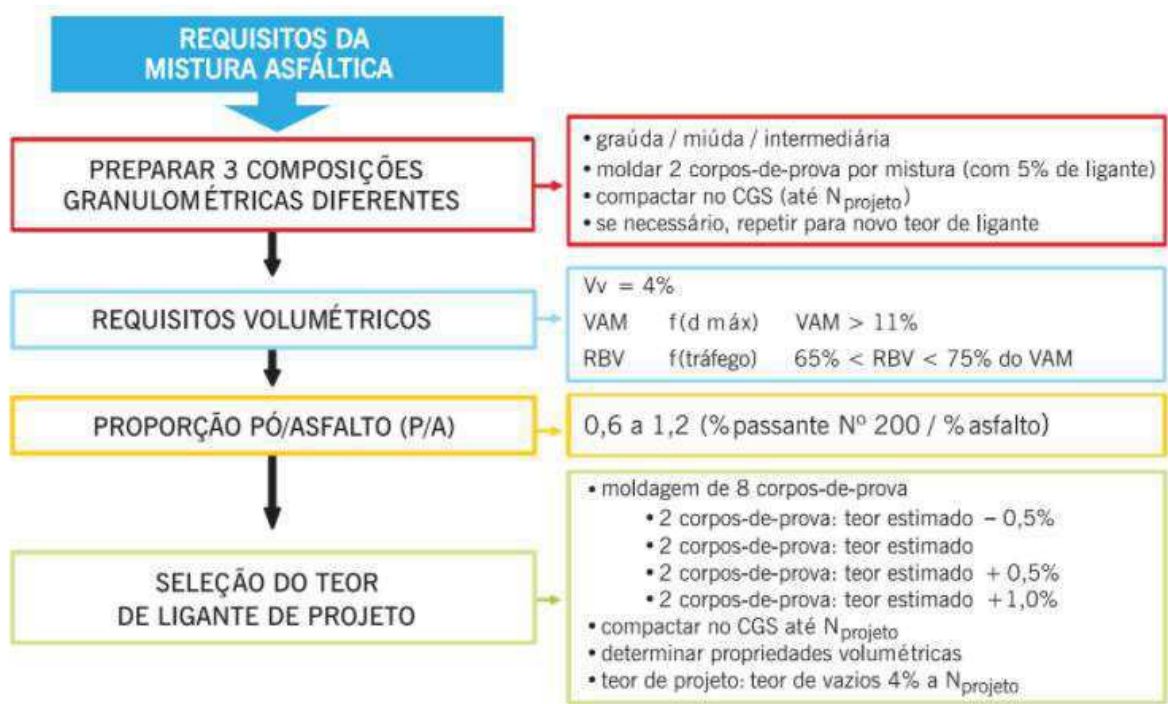 REQUISITOS DA
MISTURA ASFÁLTICA
PREPARAR 3 COMPOSIÇÕES
GRANULOMÉTRICAS DIFERENTES
• graúda / miúda / intermediária
• moldar 2 corpos-de-prova por mistura (com 5% de ligante)
• compactar no CGS (até Nprojeto)
• se necessário, repetir para novo teor de ligante
REQUISITOS VOLUMÉTRICOS
Vv = 4%
VAM f(d máx) VAM > 11%
RBV f(tráfego) 65% < RBV < 75% do VAM
PROPORÇÃO PÓ/ASFALTO (P/A)
0,6 a 1,2 (%passante Nº 200 / %asfalto)
SELEÇÃO DO TEOR
DE LIGANTE DE PROJETO
• moldagem de 8 corpos-de-prova
• 2 corpos-de-prova: teor estimado – 0,5%
• 2 corpos-de-prova: teor estimado
• 2 corpos-de-prova: teor estimado + 0,5%
• 2 corpos-de-prova: teor estimado +1,0%
• compactar no CGS até Nprojeto
• determinar propriedades volumétricas
• teor de projeto: teor de vazios 4% a Nprojeto